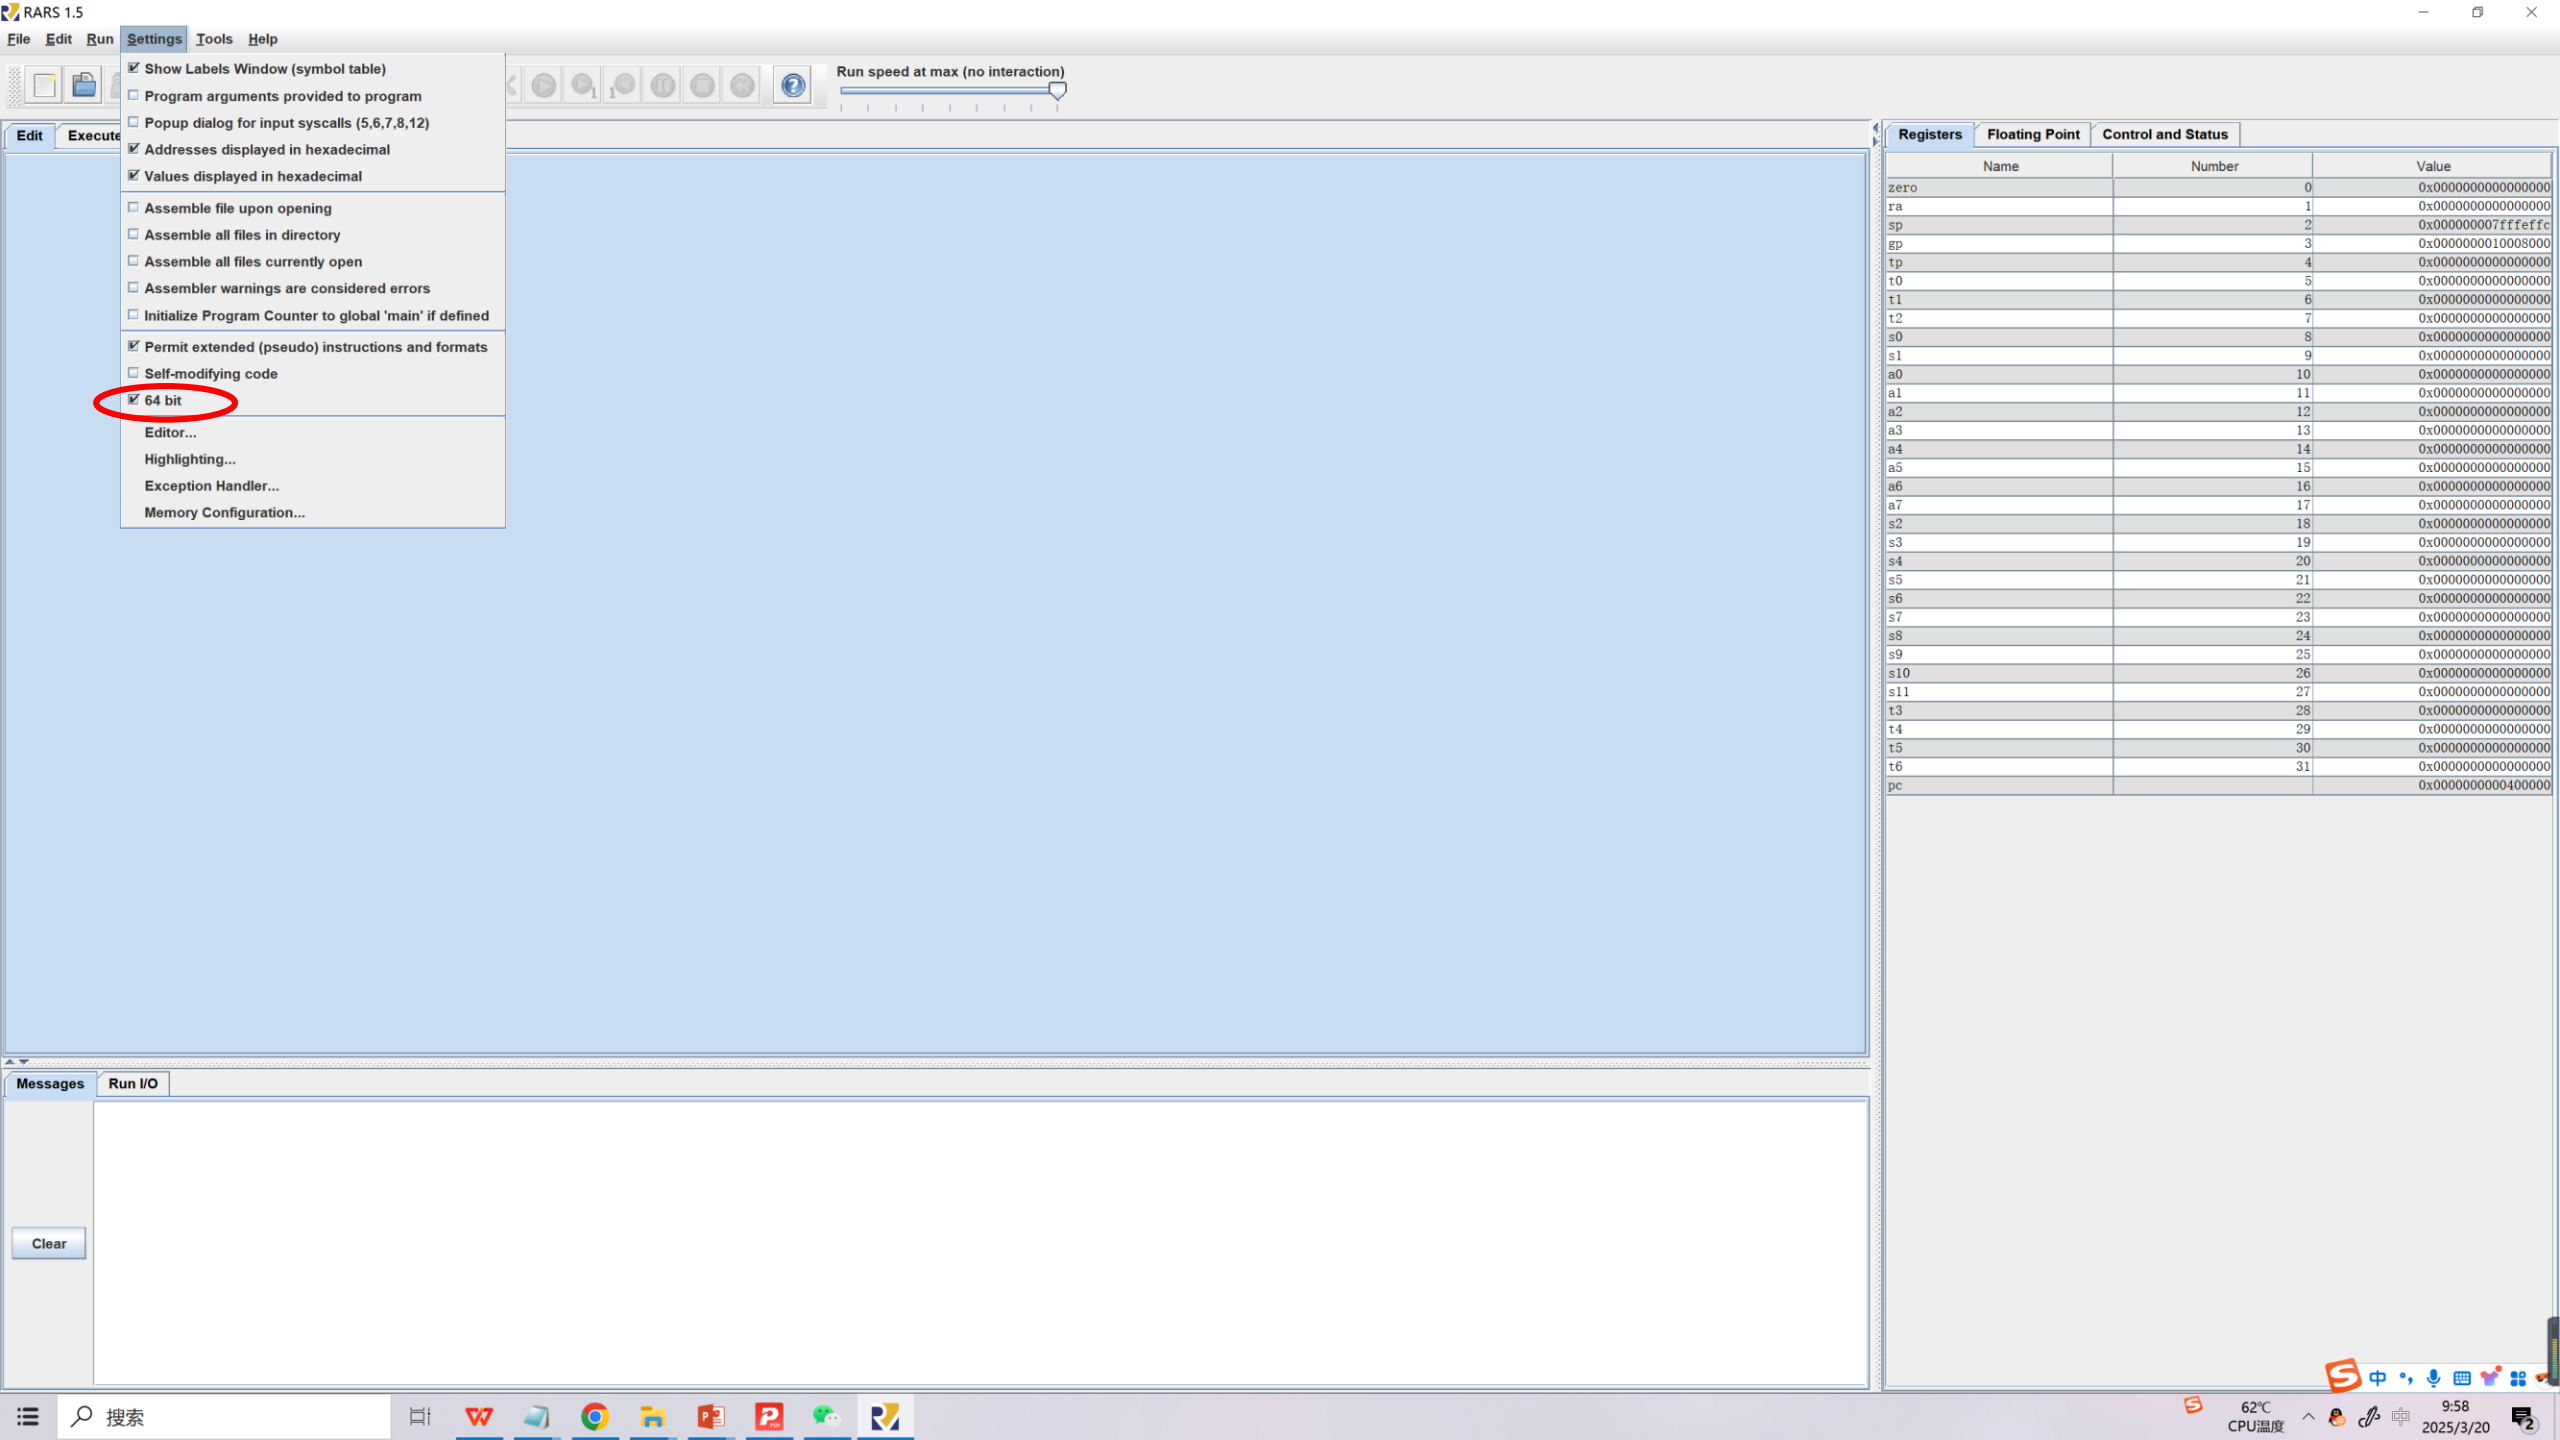 RARS 1.5
File Edit Run Settings Tools Help
Show Labels Window (symbol table)
Program arguments provided to program
Popup dialog for input syscalls (5,6,7,8,12)
Addresses displayed in hexadecimal
Values displayed in hexadecimal
Assemble file upon opening
Assemble all files in directory
Assemble all files currently open
Assembler warnings are considered errors
Initialize Program Counter to global 'main' if defined
Permit extended (pseudo) instructions and formats
Self-modifying code
64 bit
Editor...
Highlighting...
Exception Handler...
Memory Configuration...
Run speed at max (no interaction)
Edit Execute
Registers Floating Point Control and Status
Name Number Value
zero 0 0x0000000000000000
ra 1 0x0000000000000000
sp 2 0x000000007fffeffc
gp 3 0x0000000010008000
tp 4 0x0000000000000000
t0 5 0x0000000000000000
t1 6 0x0000000000000000
t2 7 0x0000000000000000
s0 8 0x0000000000000000
s1 9 0x0000000000000000
a0 10 0x0000000000000000
a1 11 0x0000000000000000
a2 12 0x0000000000000000
a3 13 0x0000000000000000
a4 14 0x0000000000000000
a5 15 0x0000000000000000
a6 16 0x0000000000000000
a7 17 0x0000000000000000
s2 18 0x0000000000000000
s3 19 0x0000000000000000
s4 20 0x0000000000000000
s5 21 0x0000000000000000
s6 22 0x0000000000000000
s7 23 0x0000000000000000
s8 24 0x0000000000000000
s9 25 0x0000000000000000
s10 26 0x0000000000000000
s11 27 0x0000000000000000
t3 28 0x0000000000000000
t4 29 0x0000000000000000
t5 30 0x0000000000000000
t6 31 0x0000000000000000
pc 0x0000000000400000
Messages Run I/O
Clear
中
搜索
62℃
CPU温度
中
9:58
2025/3/20
2